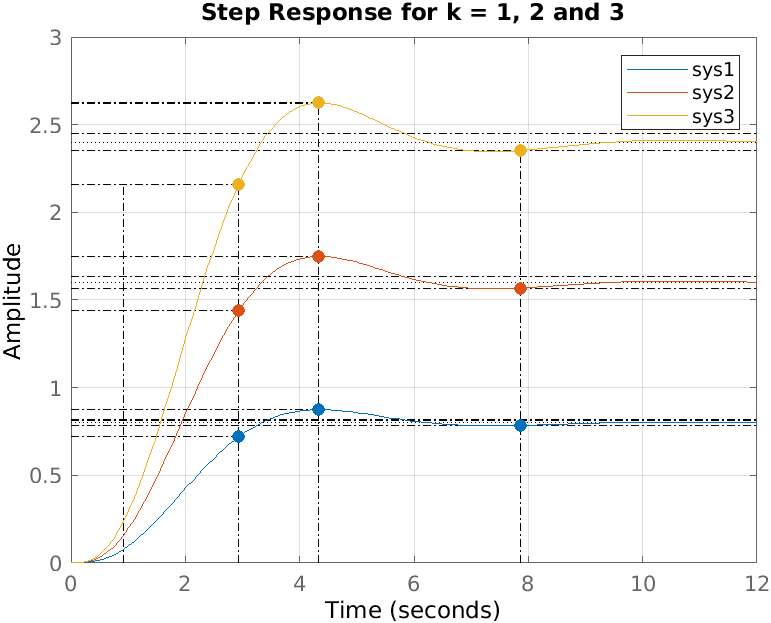 Step Response for k = 1, 2 and 3
3
2.5
2
1.5
1
0.5
0
Amplitude
sys1
sys2
sys3
0 2 4 6 8 10 12
Time (seconds)